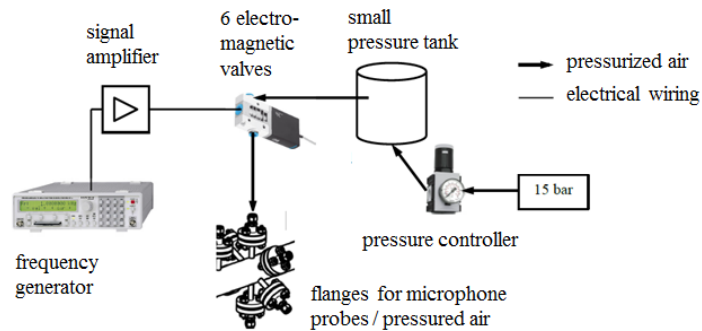 signal
amplifier
6 electro-
magnetic
valves
small
pressure tank
pressurized air
electrical wiring
15 bar
pressure controller
frequency
generator
flanges for microphone
probes / pressured air